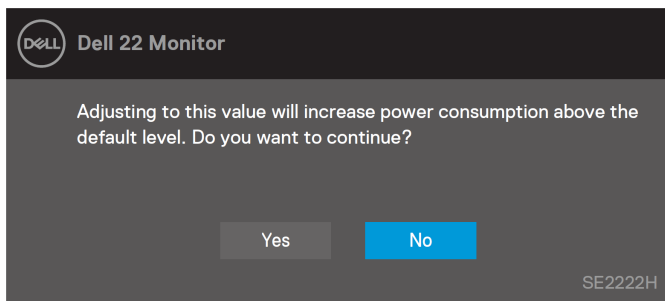 DELL Dell 22 Monitor
Adjusting to this value will increase power consumption above the
default level. Do you want to continue?
Yes No
SE2222H